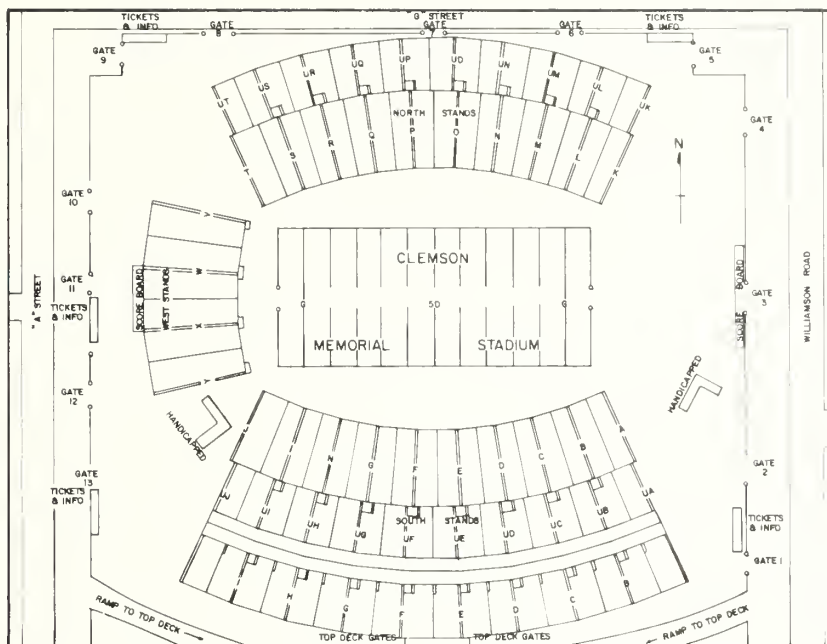 "G" STREET
TICKETS
& INFO
GATE
8
GATE
7
GATE
6
TICKETS
& INFO
GATE
9
GATE
5
UT
US
UR
UQ
UP
UO
UN
UM
UL
UK
NORTH STANDS
T
S
R
Q
P
O
N
M
L
K
GATE
4
N
GATE
10
GATE
11
TICKETS
& INFO
"A" STREET
SCORE BOARD
WEST STANDS
V
W
X
Y
CLEMSON
G 50 G
MEMORIAL STADIUM
SCORE BOARD
GATE
3
WILLIAMSON ROAD
GATE
12
HANDICAPPED
HANDICAPPED
GATE
13
TICKETS
& INFO
GATE
2
TICKETS
& INFO
GATE 1
I
G
F
E
D
C
B
A
UI
UH
UG
UF
UE
UD
UC
UB
UA
SOUTH STANDS
H
G
F
E
D
C
B
RAMP TO TOP DECK
TOP DECK GATES
TOP DECK GATES
RAMP TO TOP DECK